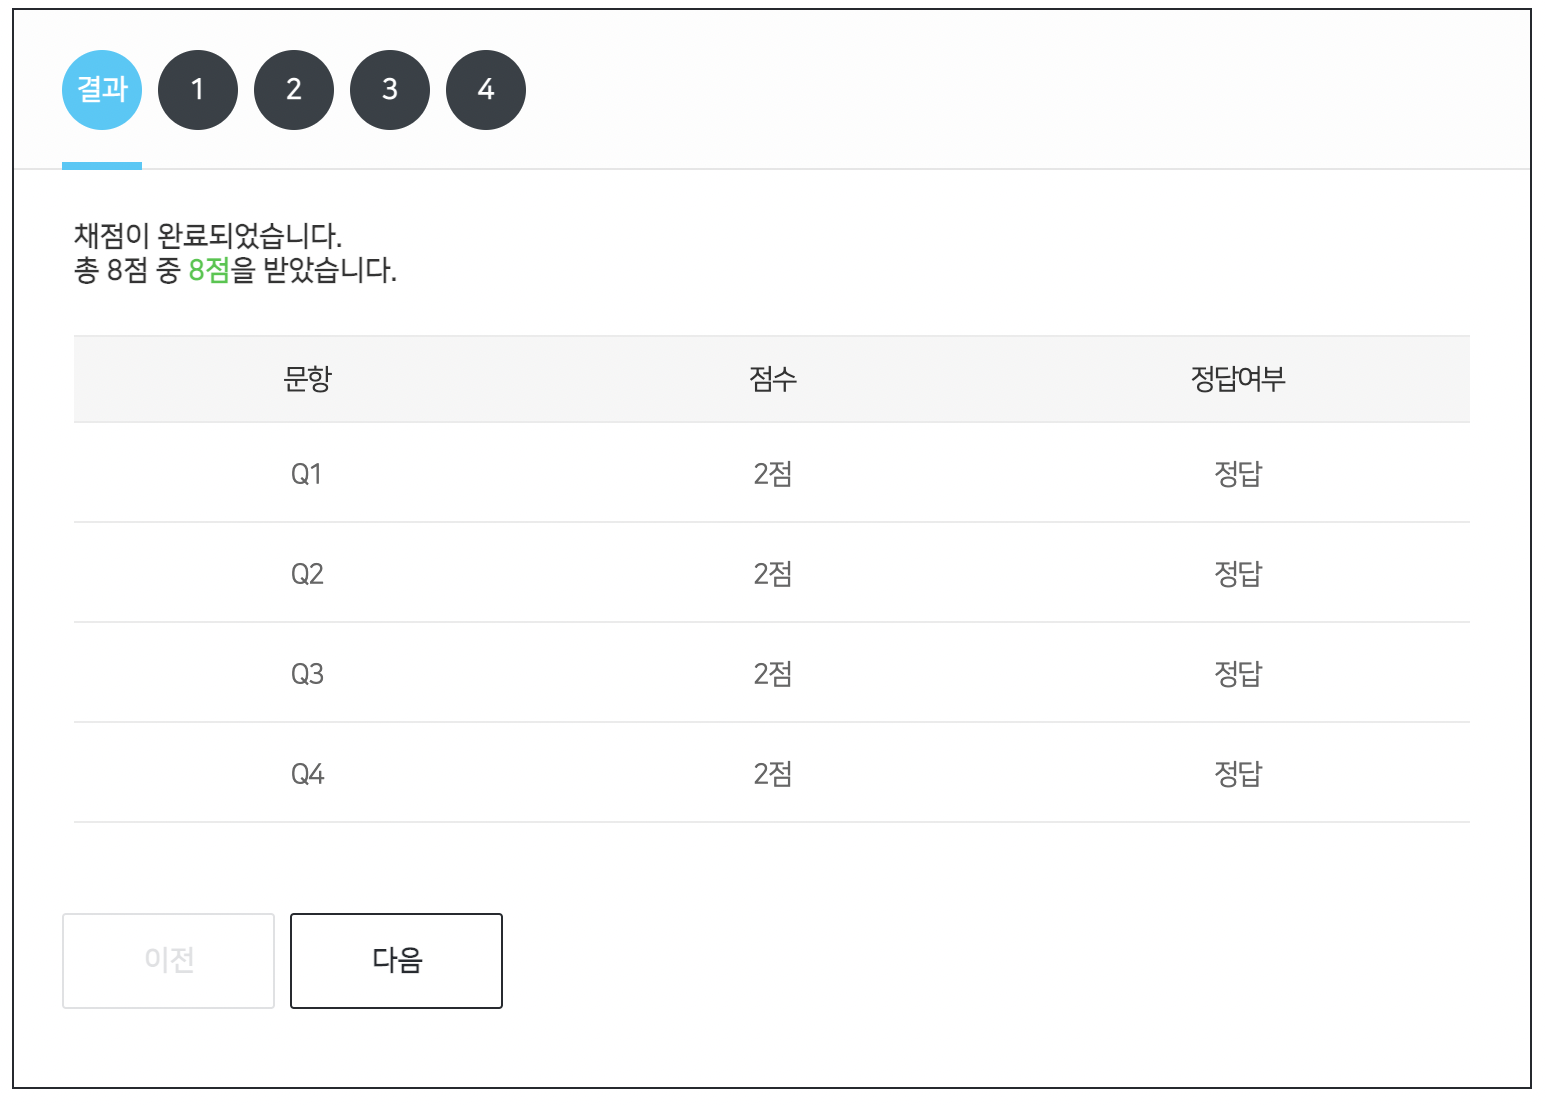 결과 1 2 3 4
채점이 완료되었습니다.
총 8점 중 8점을 받았습니다.
문항 점수 정답여부
Q1 2점 정답
Q2 2점 정답
Q3 2점 정답
Q4 2점 정답
이전 다음